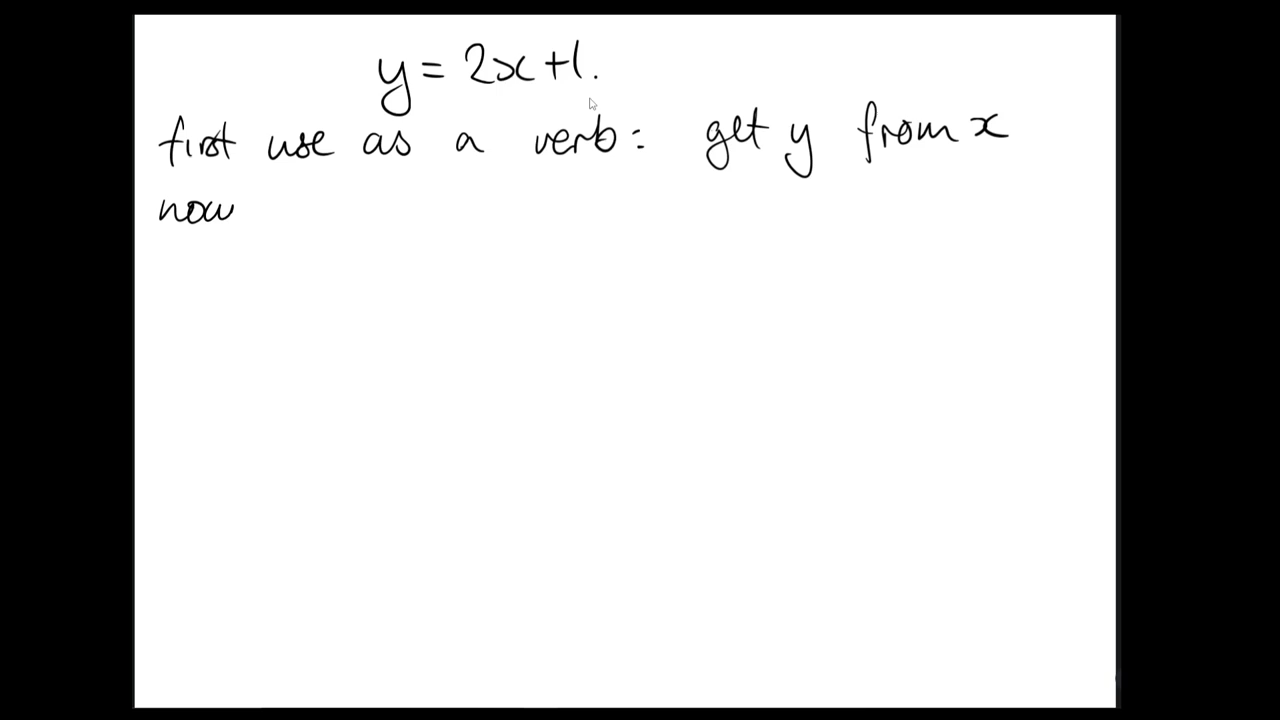 y = 2x+1.
first use as a verb: get y from x
now